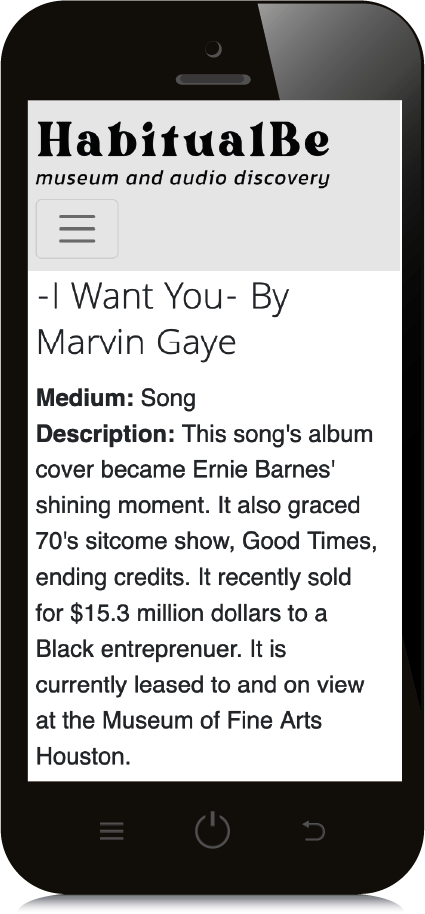 HabitualBe
museum and audio discovery
-I Want You- By
Marvin Gaye
Medium: Song
Description: This song's album
cover became Ernie Barnes'
shining moment. It also graced
70's sitcome show, Good Times,
ending credits. It recently sold
for $15.3 million dollars to a
Black entreprenuer. It is
currently leased to and on view
at the Museum of Fine Arts
Houston.